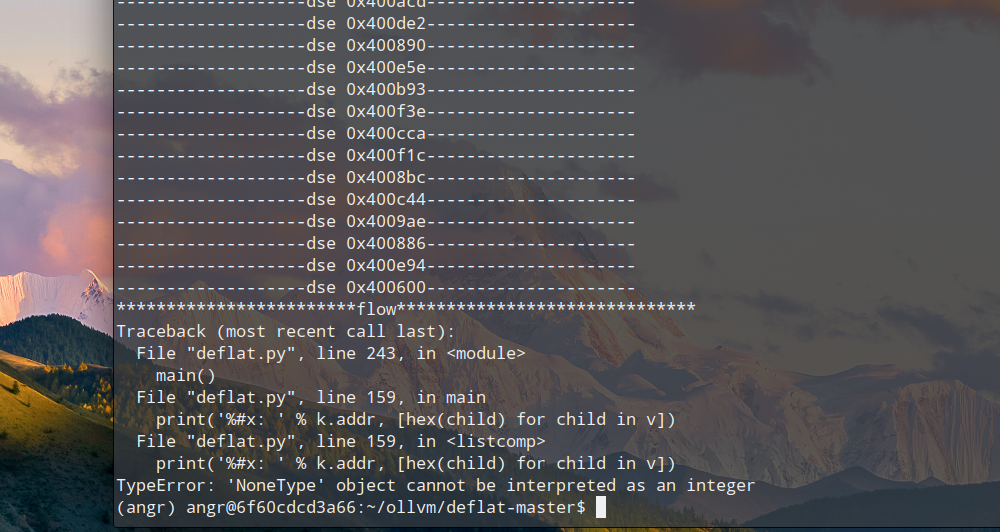 -------------------dse 0x400acd---------------------
-------------------dse 0x400de2---------------------
-------------------dse 0x400890---------------------
-------------------dse 0x400e5e---------------------
-------------------dse 0x400b93---------------------
-------------------dse 0x400f3e---------------------
-------------------dse 0x400cca---------------------
-------------------dse 0x400f1c---------------------
-------------------dse 0x4008bc---------------------
-------------------dse 0x400c44---------------------
-------------------dse 0x4009ae---------------------
-------------------dse 0x400886---------------------
-------------------dse 0x400e94---------------------
-------------------dse 0x400600---------------------
************************flow******************************
Traceback (most recent call last):
  File "deflat.py", line 243, in <module>
    main()
  File "deflat.py", line 159, in main
    print('%#x: ' % k.addr, [hex(child) for child in v])
  File "deflat.py", line 159, in <listcomp>
    print('%#x: ' % k.addr, [hex(child) for child in v])
TypeError: 'NoneType' object cannot be interpreted as an integer
(angr) angr@6f60cdcd3a66:~/ollvm/deflat-master$